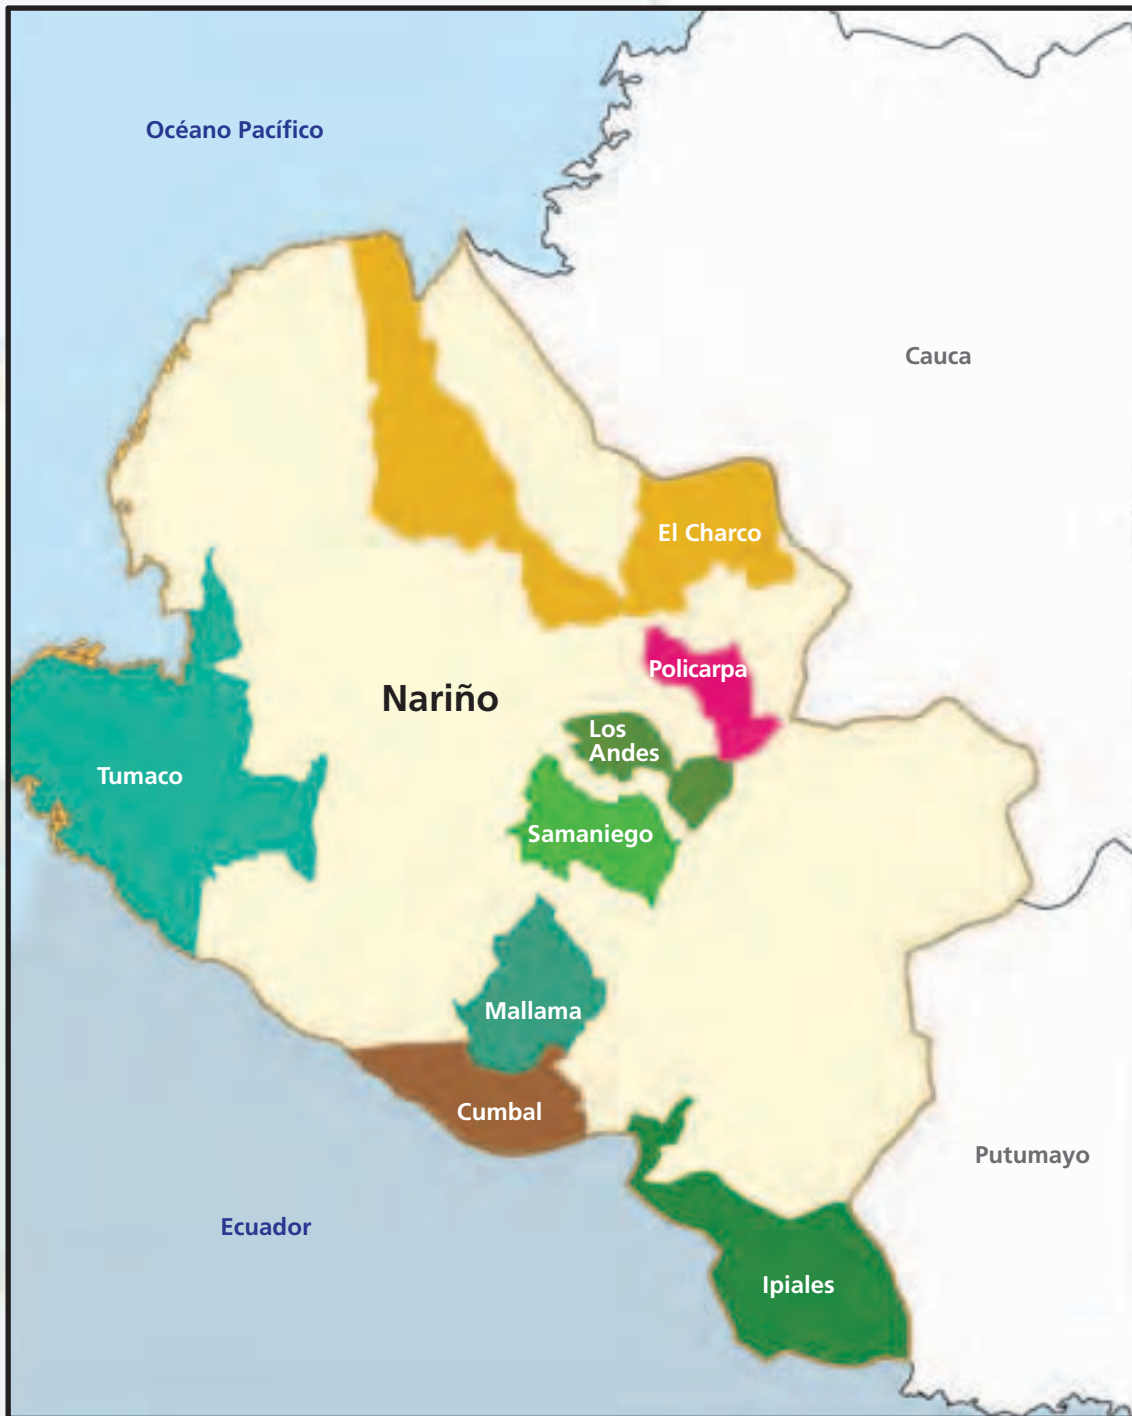 Océano Pacífico
Cauca
El Charco
Policarpa
Nariño
Los
Andes
Tumaco
Samaniego
Mallama
Cumbal
Putumayo
Ecuador
Ipiales